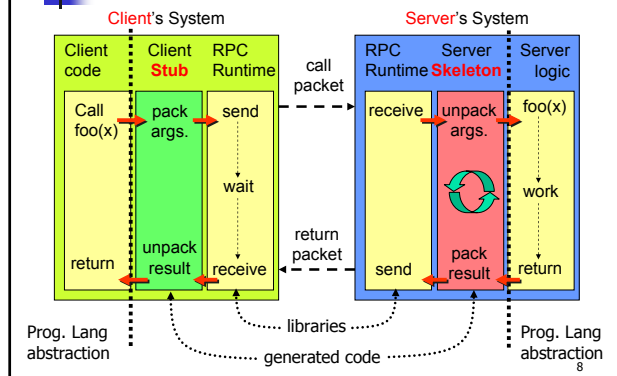 Client's System
Server's System
Client code
Client Stub
RPC Runtime
call packet
RPC Runtime
Server Skeleton
Server logic
Call foo(x)
pack args.
send
receive
unpack args.
foo(x)
wait
work
return packet
return
unpack result
receive
send
pack result
return
libraries
generated code
Prog. Lang abstraction
Prog. Lang abstraction
8